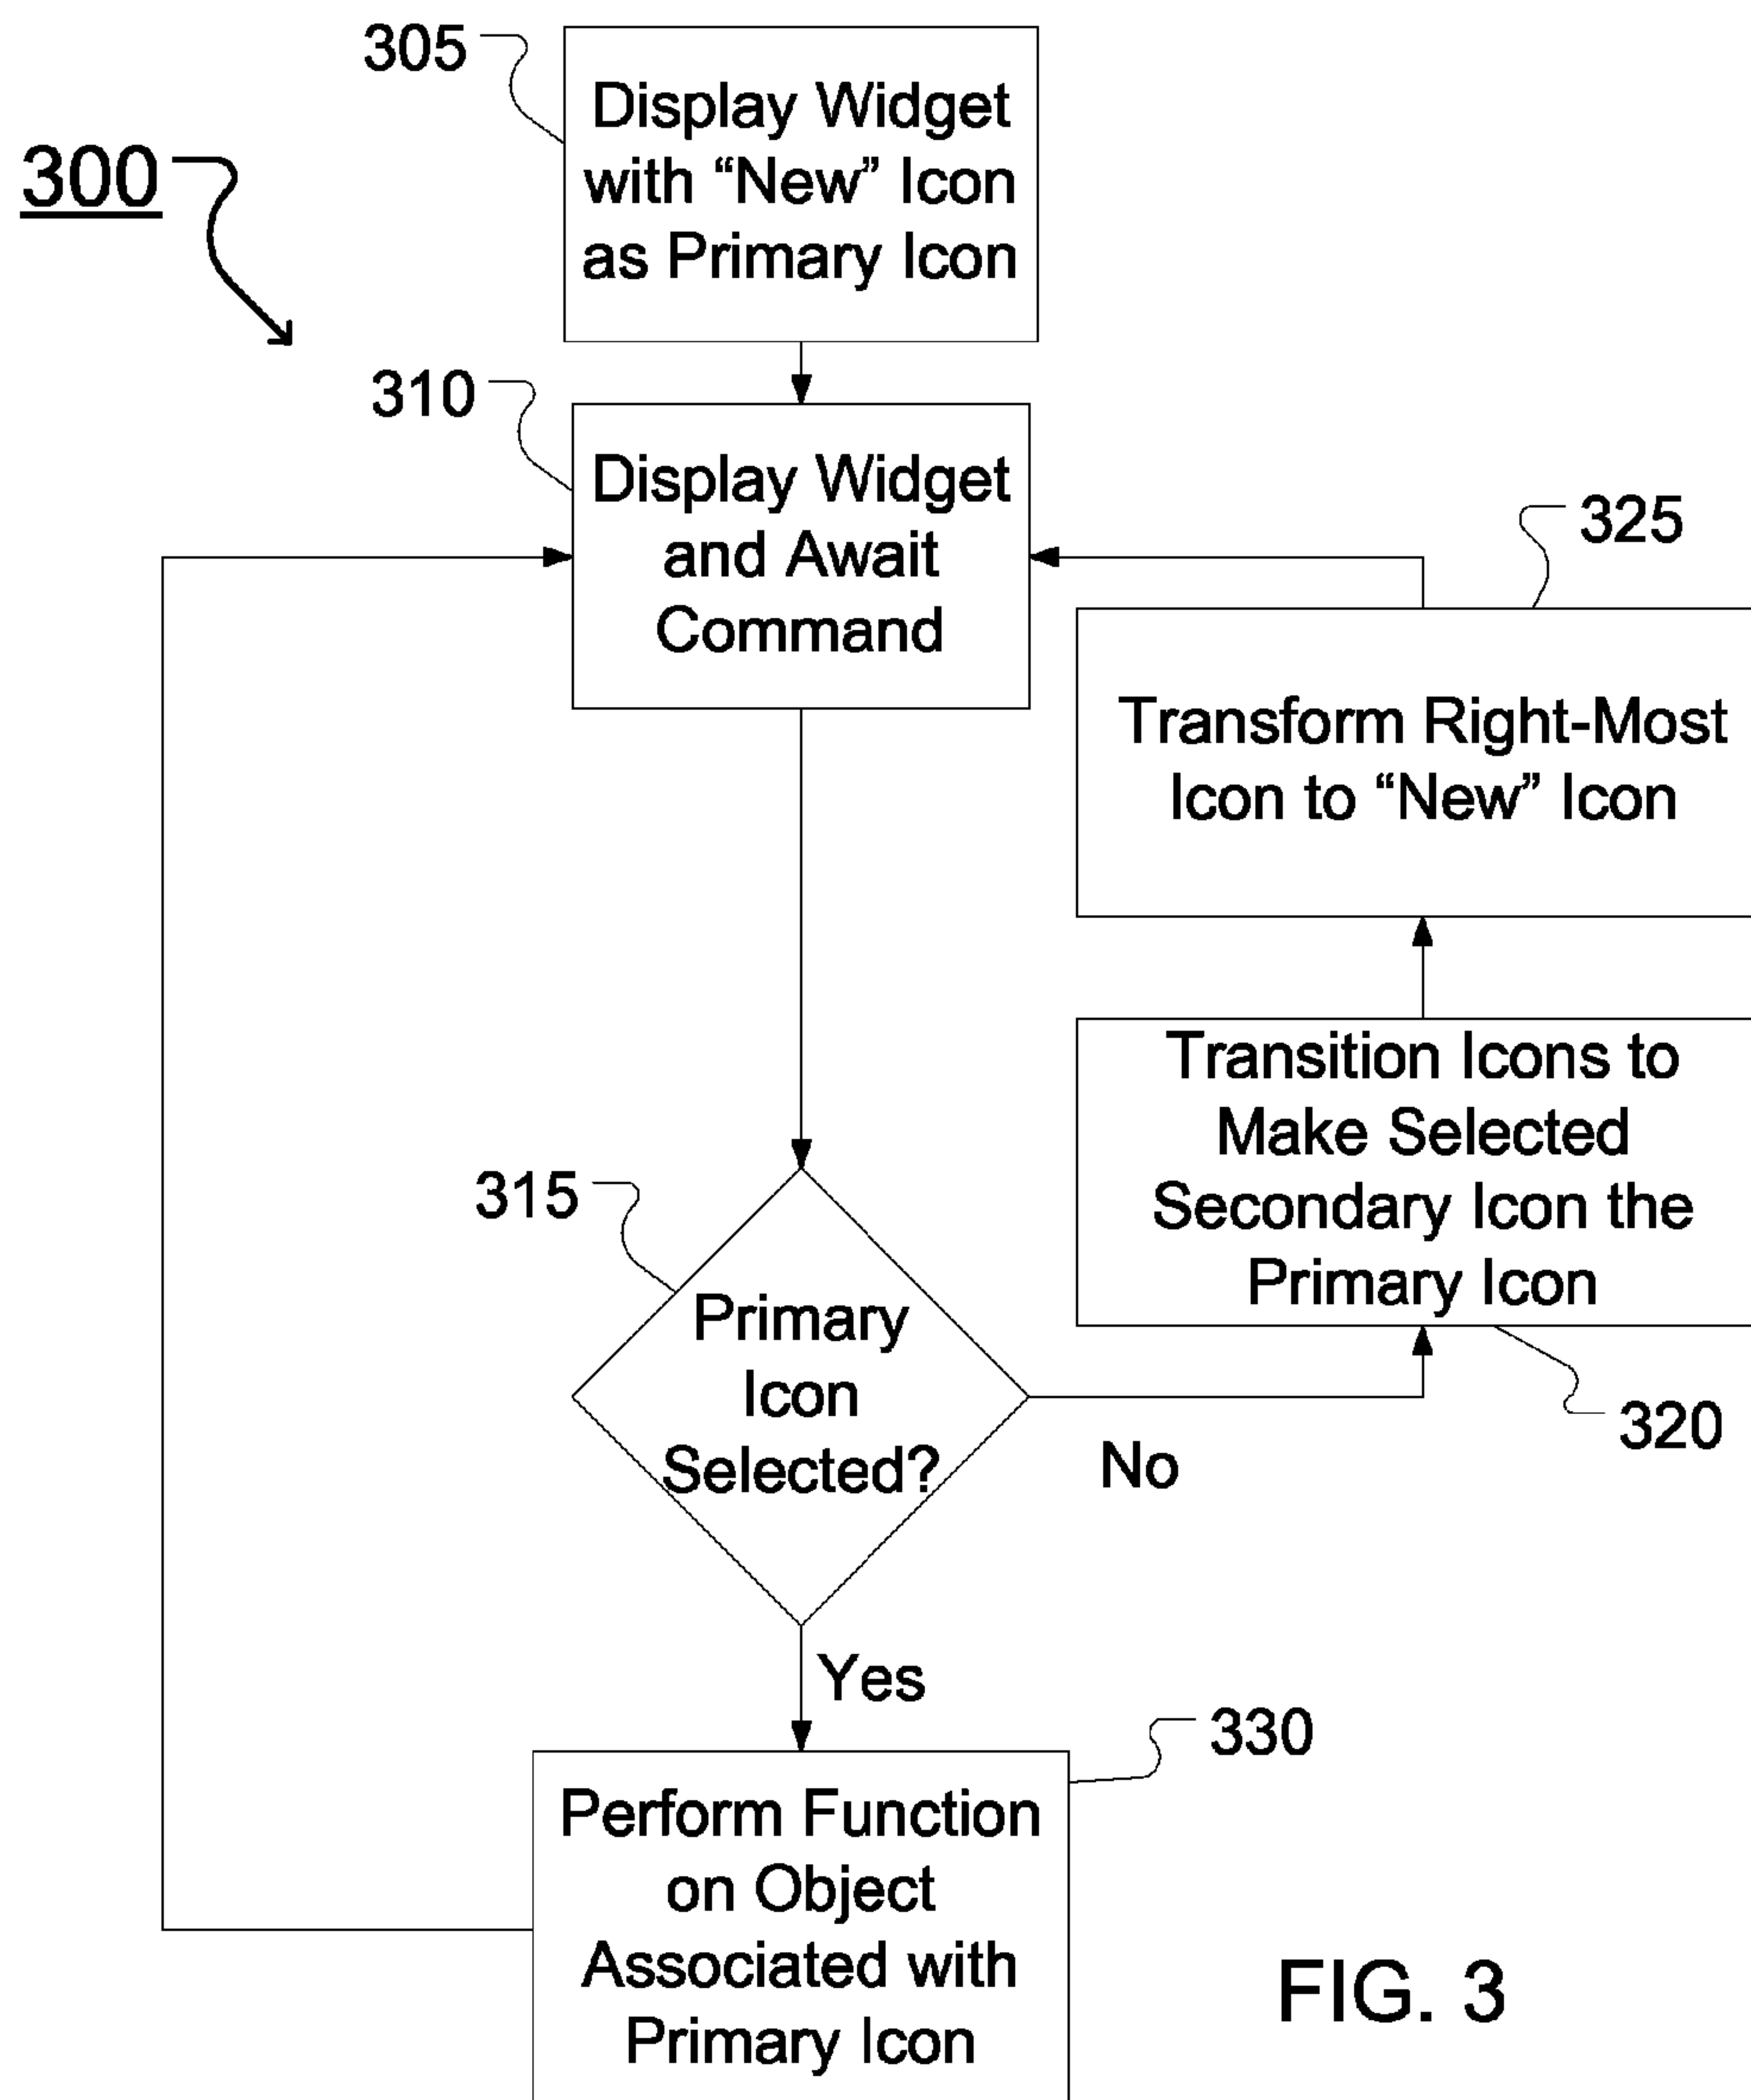 305
Display Widget
with “New” Icon
as Primary Icon
300
310
Display Widget
and Await
Command
325
Transform Right-Most
Icon to “New” Icon
Transition Icons to
Make Selected
Secondary Icon the
Primary Icon
315
Primary
Icon
Selected?
320
No
Yes
330
Perform Function
on Object
Associated with
Primary Icon
FIG. 3